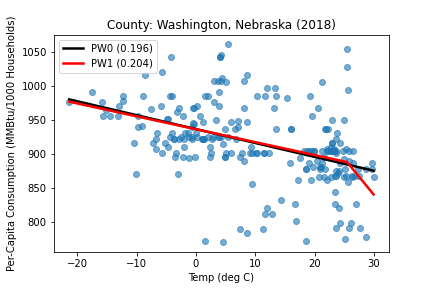 County: Washington, Nebraska (2018)
Per-Capita Consumption (MMBtu/1000 Households)
1050
1000
950
900
850
800
PW0 (0.196)
PW1 (0.204)
−20
−10
0
10
20
30
Temp (deg C)